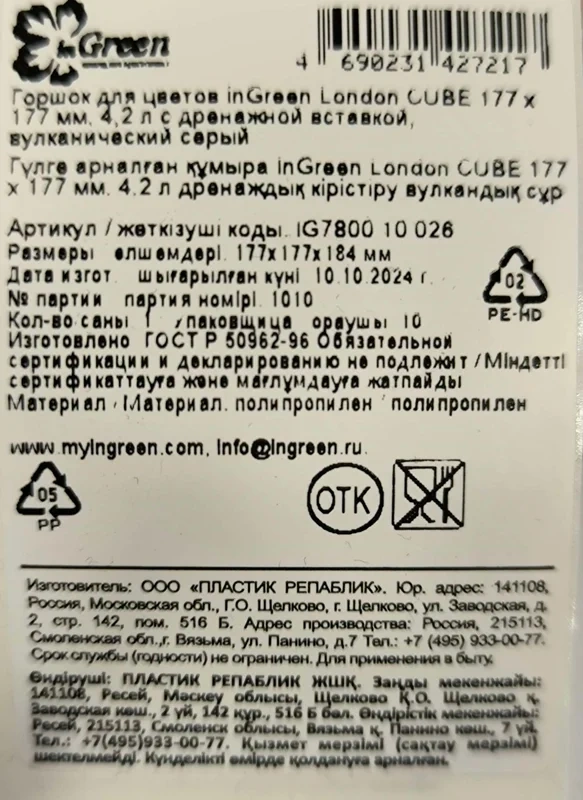 inGreen
4 690231 427217
Горшок для цветов inGreen London CUBE 177 x
177 мм. 4,2 л с дренажной вставкой,
вулканический серый
Гүлге арналған құмыра inGreen London CUBE 177
x 177 мм. 4.2 л дренаждық кірістіру вулкандық сұр
Артикул / жеткізуші коды. IG7800 10 026
Размеры өлшемдері. 177x177x184 мм
Дата изгот. шығарылған күні 10.10.2024 г.
№ партии партия номірі. 1010
Кол-во саны 1 /паковщица ораушы 10
Изготовлено ГОСТ Р 50962-96 Обязательной
сертификации и декларированию не подлежит / Міндетті
сертификаттауға және мағлұмдауға жатпайды
Материал / Материал. полипропилен полипропилен
02
PE-HD
www.myingreen.com, info@ingreen.ru.
05
PP
ОТК
Изготовитель: ООО «ПЛАСТИК РЕПАБЛИК». Юр. адрес: 141108,
Россия, Московская обл., Г.О. Щелково, г. Щелково, ул. Заводская, д.
2, стр. 142, пом. 516 Б. Адрес производства: Россия, 215113,
Смоленская обл.,г. Вязьма, ул. Панино, д.7 Тел.: +7 (495) 933-00-77.
Срок службы (годности) не ограничен. Для применения в быту.
Өндіруші: ПЛАСТИК РЕПАБЛИК ЖШҚ. Заңды мекенжайы:
141108, Ресей, Мәскеу облысы, Щелково Қ.О. Щелково қ.
Заводская көш., 2 үй, 142 құр., 516 Б бөл. Өндірістік мекенжайы:
Ресей, 215113, Смоленск облысы, Вязьма қ. Панино көш., 7 үй.
Тел.: +7(495)933-00-77. Қызмет мерзімі (сақтау мерзімі)
шектелмейді. Күнделікті өмірде қолдануға арналған.